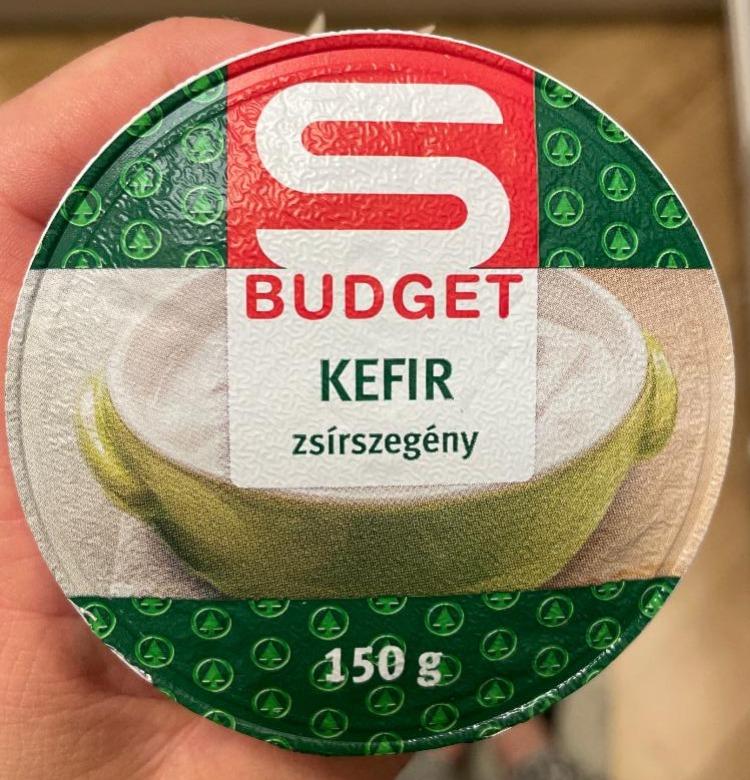 S
BUDGET
KEFIR
zsírszegény
150 g